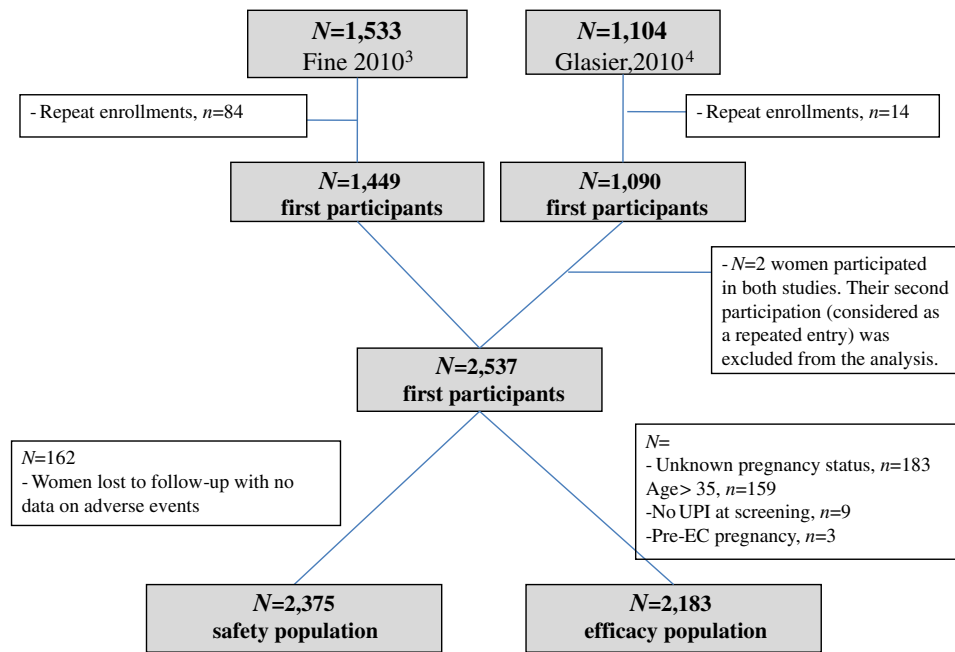 N=1,533
Fine 2010³
N=1,104
Glasier,2010⁴
- Repeat enrollments, n=84
- Repeat enrollments, n=14
N=1,449
first participants
N=1,090
first participants
- N=2 women participated
in both studies. Their second
participation (considered as
a repeated entry) was
excluded from the analysis.
N=2,537
first participants
N=162
- Women lost to follow-up with no
data on adverse events
N=
- Unknown pregnancy status, n=183
Age> 35, n=159
-No UPI at screening, n=9
-Pre-EC pregnancy, n=3
N=2,375
safety population
N=2,183
efficacy population